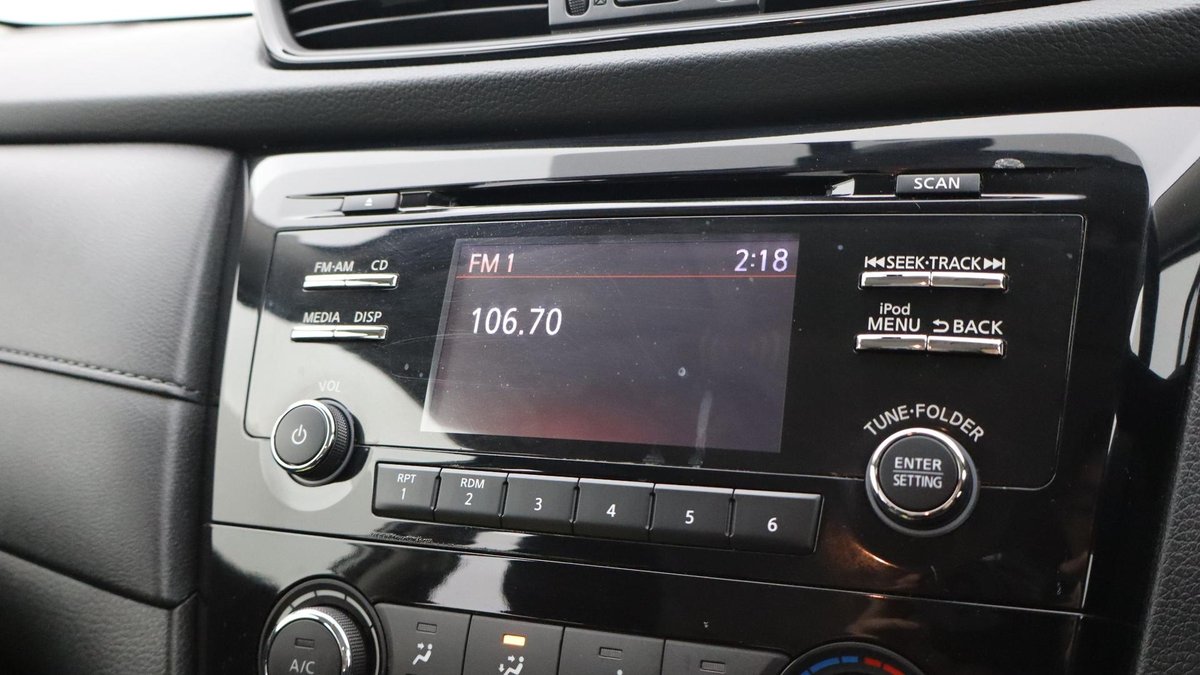 SCAN
FM·AM CD
FM 1 2:18
SEEK·TRACK
106.70
iPod
MEDIA DISP
MENU BACK
VOL
TUNE·FOLDER
ENTER
SETTING
RPT RDM
1 2 3 4 5 6
A/C